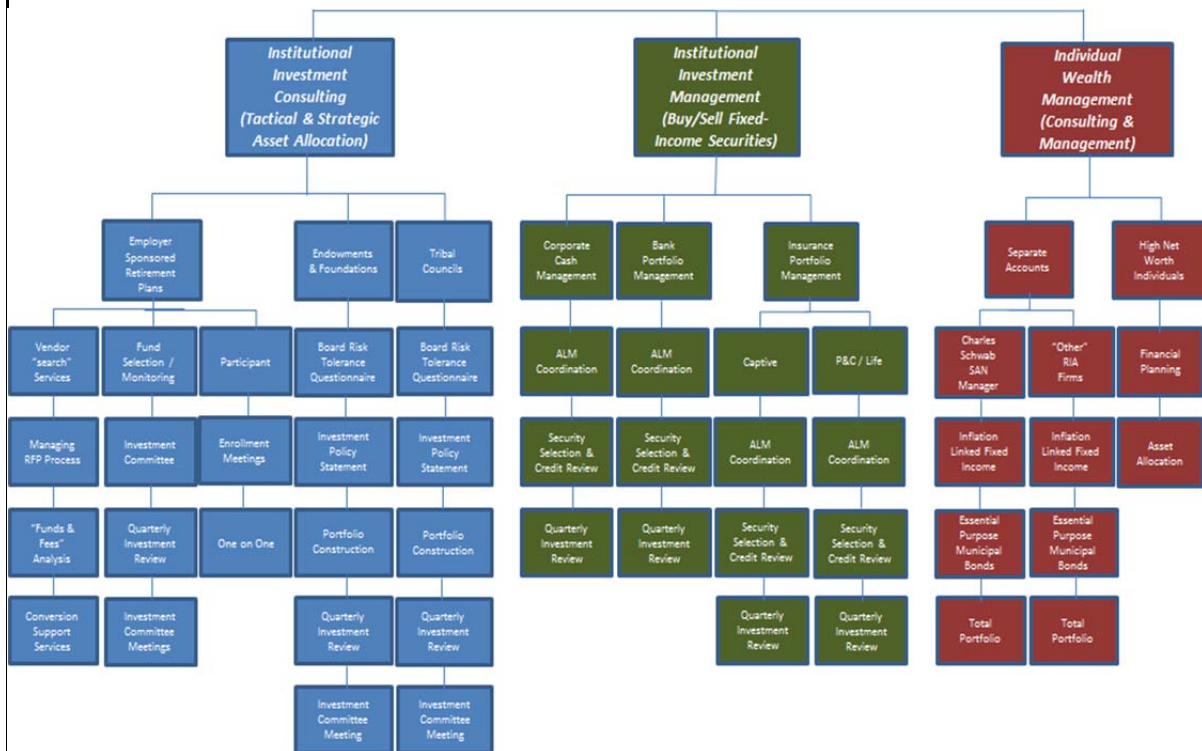 Institutional
Investment
Consulting
(Tactical & Strategic
Asset Allocation)
Institutional
Investment
Management
(Buy/Sell Fixed-
Income Securities)
Individual
Wealth
Management
(Consulting &
Management)
Employer
Sponsored
Retirement
Plans
Endowments
& Foundations
Tribal
Councils
Corporate
Cash
Management
Bank
Portfolio
Management
Insurance
Portfolio
Management
Separate
Accounts
High Net
Worth
Individuals
Vendor
"search"
Services
Fund
Selection /
Monitoring
Participant
Board Risk
Tolerance
Questionnaire
Board Risk
Tolerance
Questionnaire
ALM
Coordination
ALM
Coordination
Captive
P&C / Life
Charles
Schwab
SAN
Manager
"Other"
RIA
Firms
Financial
Planning
Managing
RFP Process
Investment
Committee
Enrollment
Meetings
Investment
Policy
Statement
Investment
Policy
Statement
Security
Selection &
Credit Review
Security
Selection &
Credit Review
ALM
Coordination
ALM
Coordination
Inflation
Linked Fixed
Income
Inflation
Linked Fixed
Income
Asset
Allocation
"Funds &
Fees"
Analysis
Quarterly
Investment
Review
One on One
Portfolio
Construction
Portfolio
Construction
Quarterly
Investment
Review
Quarterly
Investment
Review
Security
Selection &
Credit Review
Security
Selection &
Credit Review
Essential
Purpose
Municipal
Bonds
Essential
Purpose
Municipal
Bonds
Conversion
Support
Services
Investment
Committee
Meetings
Quarterly
Investment
Review
Quarterly
Investment
Review
Quarterly
Investment
Review
Quarterly
Investment
Review
Total
Portfolio
Total
Portfolio
Investment
Committee
Meeting
Investment
Committee
Meeting